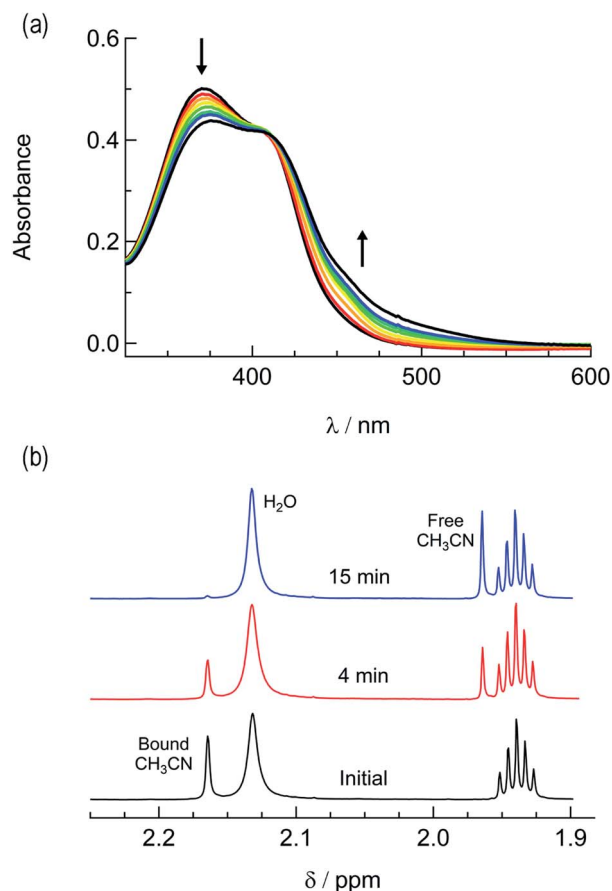 (a)
0.6
0.4
0.2
0.0
Absorbance
400
500
600
λ / nm
(b)
H₂O
Free
CH₃CN
15 min
4 min
Bound
CH₃CN
Initial
2.2
2.1
2.0
1.9
δ / ppm